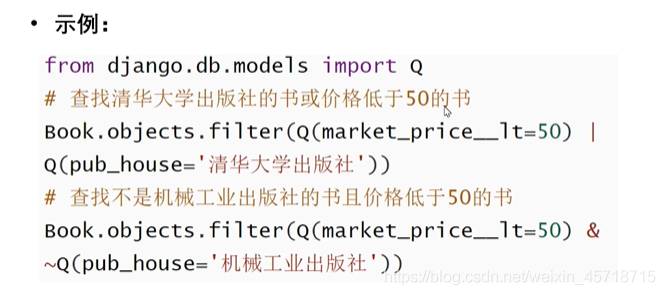 • 示例：
from django.db.models import Q
# 查找清华大学出版社的书或价格低于50的书
Book.objects.filter(Q(market_price__lt=50) |
Q(pub_house='清华大学出版社'))
# 查找不是机械工业出版社的书且价格低于50的书
Book.objects.filter(Q(market_price__lt=50) &
~Q(pub_house='机械工业出版社'))
https://blog.csdn.net/weixin_45718715